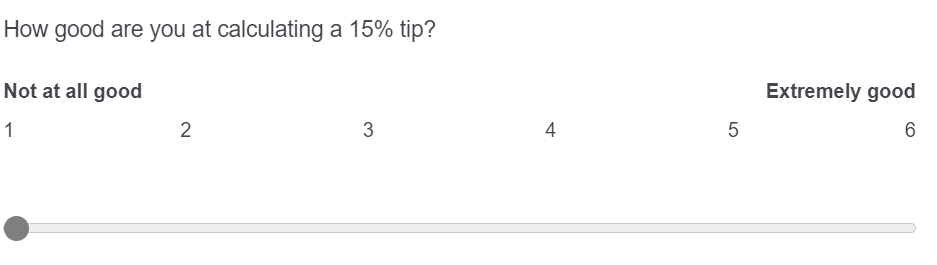 How good are you at calculating a 15% tip?
Not at all good Extremely good
1 2 3 4 5 6